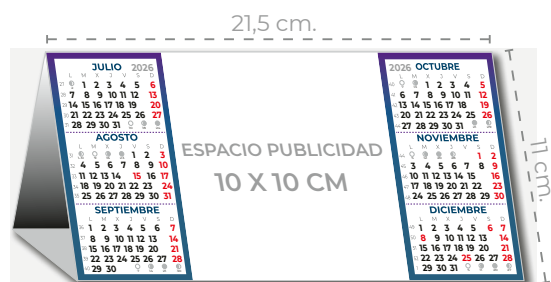 21,5 cm.
11 cm.
JULIO 2026
L M X J V S D
1 2 3 4 5 6
7 8 9 10 11 12 13
14 15 16 17 18 19 20
21 22 23 24 25 26 27
28 29 30 31
AGOSTO
L M X J V S D
1 2 3
4 5 6 7 8 9 10
11 12 13 14 15 16 17
18 19 20 21 22 23 24
25 26 27 28 29 30 31
SEPTIEMBRE
L M X J V S D
1 2 3 4 5 6 7
8 9 10 11 12 13 14
15 16 17 18 19 20 21
22 23 24 25 26 27 28
29 30
ESPACIO PUBLICIDAD
10 X 10 CM
2026 OCTUBRE
L M X J V S D
1 2 3 4 5
6 7 8 9 10 11 12
13 14 15 16 17 18 19
20 21 22 23 24 25 26
27 28 29 30 31
NOVIEMBRE
L M X J V S D
1 2
3 4 5 6 7 8 9
10 11 12 13 14 15 16
17 18 19 20 21 22 23
24 25 26 27 28 29 30
DICIEMBRE
L M X J V S D
1 2 3 4 5 6 7
8 9 10 11 12 13 14
15 16 17 18 19 20 21
22 23 24 25 26 27 28
29 30 31